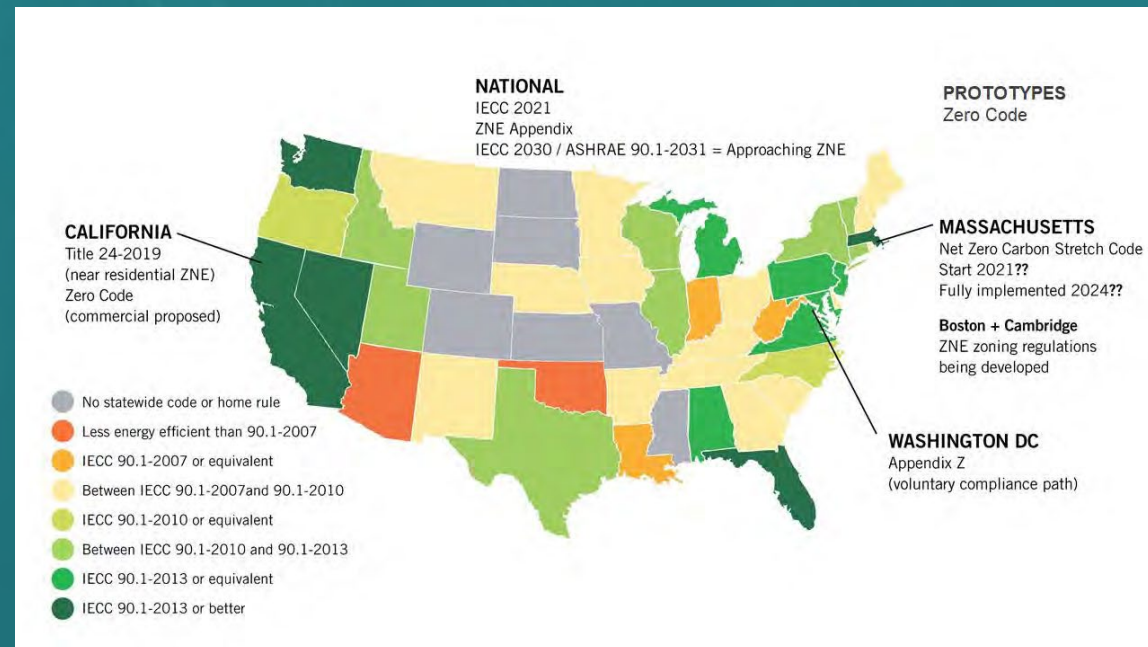 NATIONAL
IECC 2021
ZNE Appendix
IECC 2030 / ASHRAE 90.1-2031 = Approaching ZNE
PROTOTYPES
Zero Code
CALIFORNIA
Title 24-2019
(near residential ZNE)
Zero Code
(commercial proposed)
MASSACHUSETTS
Net Zero Carbon Stretch Code
Start 2021??
Fully implemented 2024??
Boston + Cambridge
ZNE zoning regulations
being developed
WASHINGTON DC
Appendix Z
(voluntary compliance path)
No statewide code or home rule
Less energy efficient than 90.1-2007
IECC 90.1-2007 or equivalent
Between IECC 90.1-2007and 90.1-2010
IECC 90.1-2010 or equivalent
Between IECC 90.1-2010 and 90.1-2013
IECC 90.1-2013 or equivalent
IECC 90.1-2013 or better